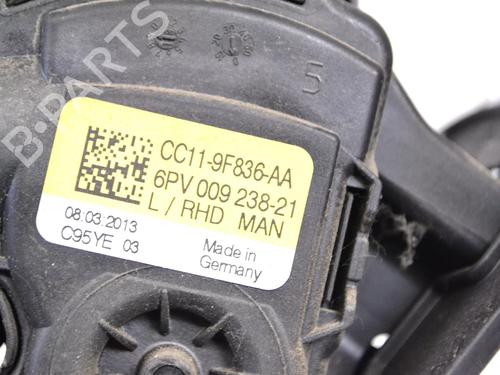 B-PARTS
5
CC11-9F836-AA
6PV 009 238-21
L / RHD MAN
08.03.2013
C95YE 03
Made in
Germany